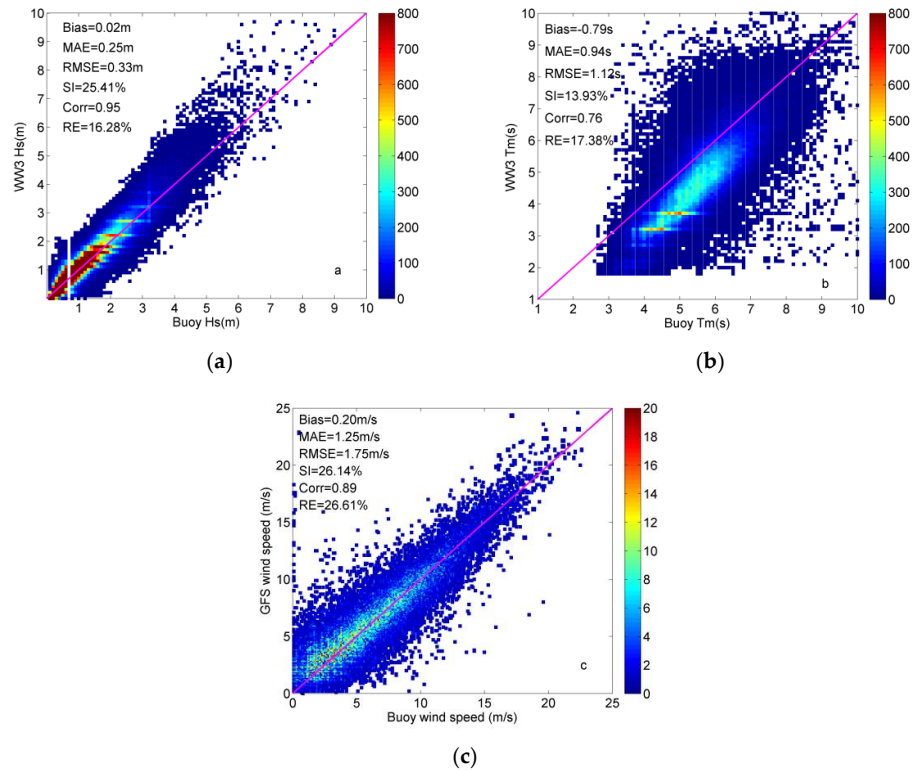 Bias=0.02m
MAE=0.25m
RMSE=0.33m
SI=25.41%
Corr=0.95
RE=16.28%
WW3 Hs(m)
10
9
8
7
6
5
4
3
2
1
1 2 3 4 5 6 7 8 9 10
Buoy Hs(m)
a
800
700
600
500
400
300
200
100
0
(a)
Bias=-0.79s
MAE=0.94s
RMSE=1.12s
SI=13.93%
Corr=0.76
RE=17.38%
WW3 Tm(s)
10
9
8
7
6
5
4
3
2
1
1 2 3 4 5 6 7 8 9 10
Buoy Tm(s)
b
800
700
600
500
400
300
200
100
0
(b)
Bias=0.20m/s
MAE=1.25m/s
RMSE=1.75m/s
SI=26.14%
Corr=0.89
RE=26.61%
GFS wind speed (m/s)
25
20
15
10
5
0
0 5 10 15 20 25
Buoy wind speed (m/s)
c
20
18
16
14
12
10
8
6
4
2
0
(c)